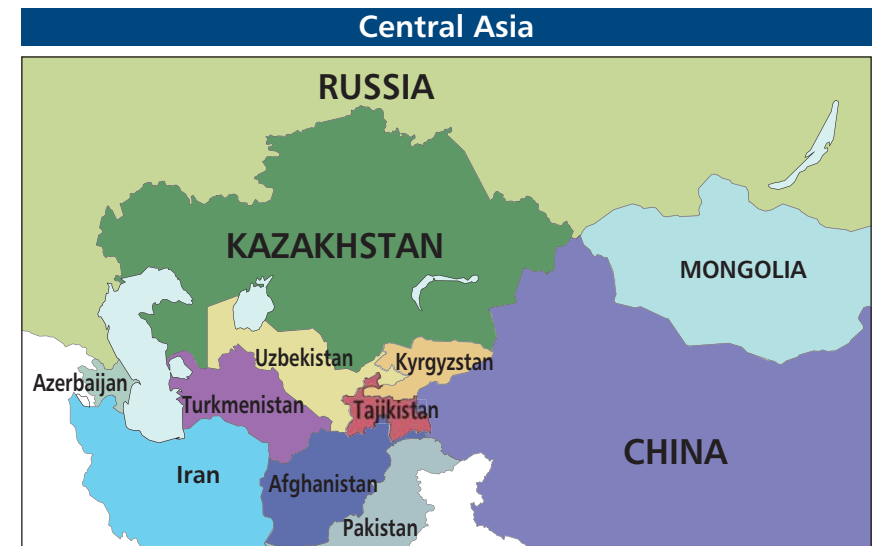 Central Asia
RUSSIA
KAZAKHSTAN
MONGOLIA
Uzbekistan
Kyrgyzstan
Azerbaijan
Turkmenistan
Tajikistan
CHINA
Iran
Afghanistan
Pakistan